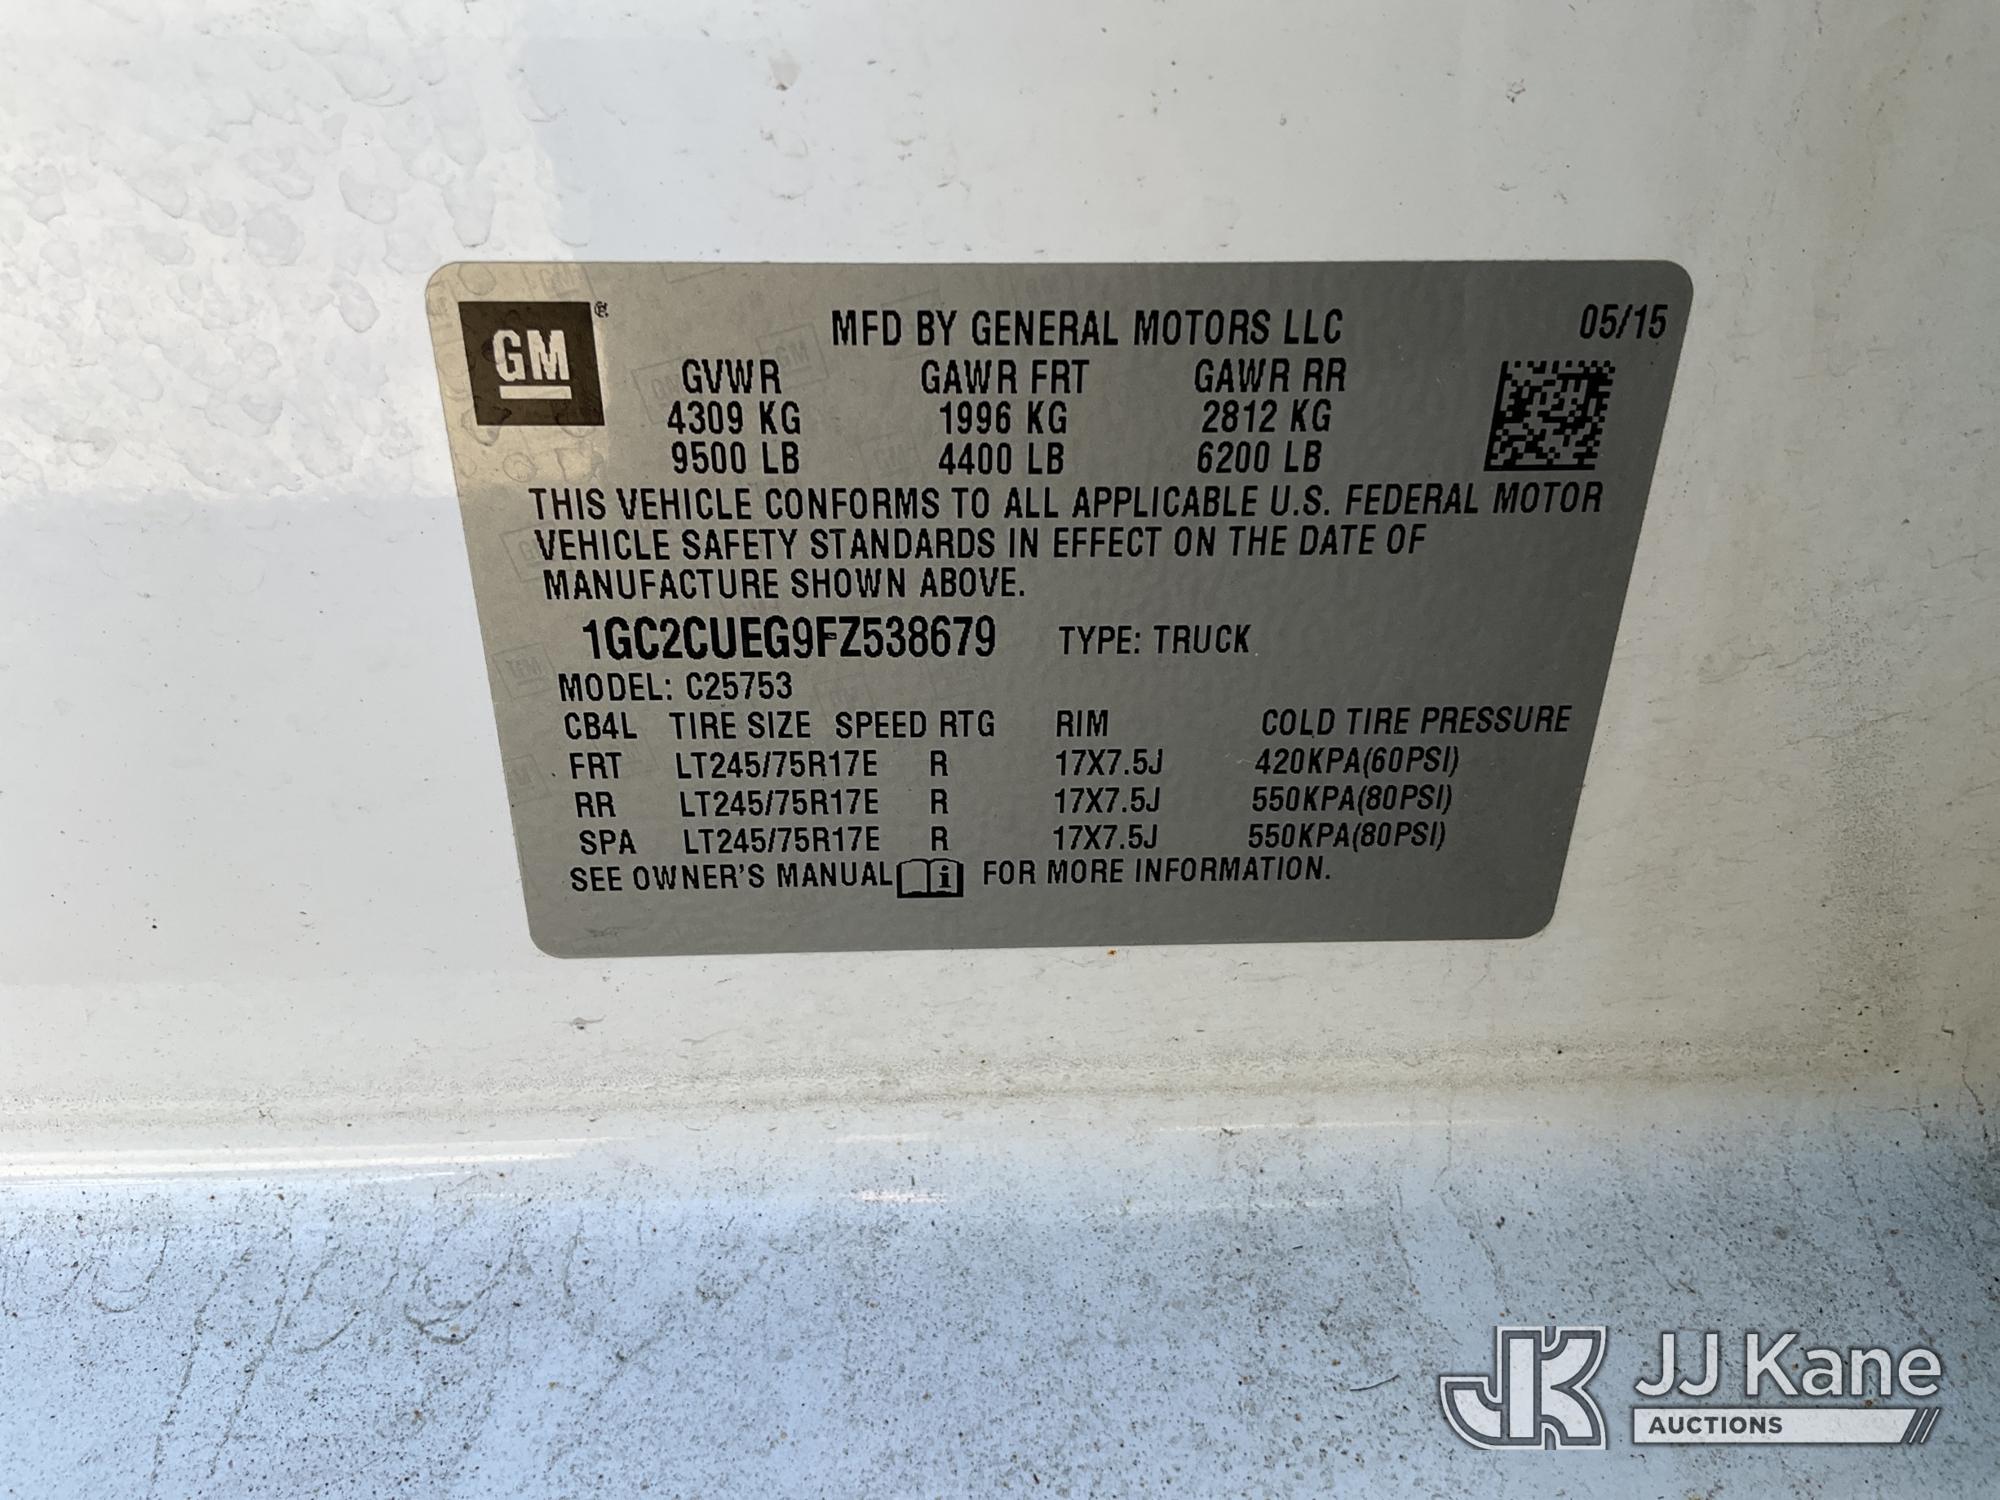 GM®
MFD BY GENERAL MOTORS LLC 05/15
GVWR GAWR FRT GAWR RR
4309 KG 1996 KG 2812 KG
9500 LB 4400 LB 6200 LB
THIS VEHICLE CONFORMS TO ALL APPLICABLE U.S. FEDERAL MOTOR
VEHICLE SAFETY STANDARDS IN EFFECT ON THE DATE OF
MANUFACTURE SHOWN ABOVE.
1GC2CUEG9FZ538679 TYPE: TRUCK
MODEL: C25753
CB4L TIRE SIZE SPEED RTG RIM COLD TIRE PRESSURE
FRT LT245/75R17E R 17X7.5J 420KPA(60PSI)
RR LT245/75R17E R 17X7.5J 550KPA(80PSI)
SPA LT245/75R17E R 17X7.5J 550KPA(80PSI)
SEE OWNER'S MANUAL i FOR MORE INFORMATION.
JK JJ Kane
AUCTIONS